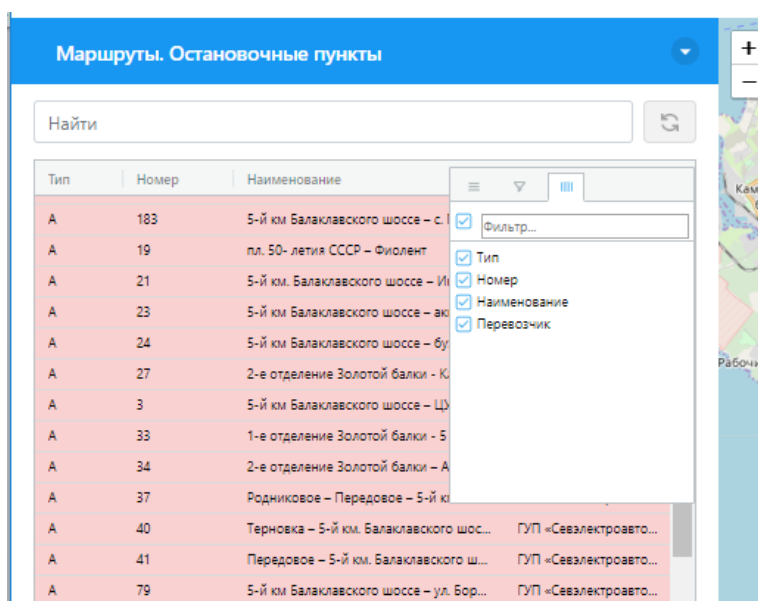 Маршруты. Остановочные пункты
+
−
Найти
Тип Номер Наименование
Фильтр...
Тип
Номер
Наименование
Перевозчик
А 183 5-й км Балаклавского шоссе – с.
А 19 пл. 50- летия СССР – Фиолент
А 21 5-й км. Балаклавского шоссе –
А 23 5-й км Балаклавского шоссе –
А 24 5-й км Балаклавского шоссе –
А 27 2-е отделение Золотой балки -
А 3 5-й км Балаклавского шоссе –
А 33 1-е отделение Золотой балки - 5
А 34 2-е отделение Золотой балки –
А 37 Родниковое – Передовое – 5-й
А 40 Терновка – 5-й км. Балаклавского шос... ГУП «Севэлектроавто...
А 41 Передовое – 5-й км. Балаклавского ш... ГУП «Севэлектроавто...
А 79 5-й км Балаклавского шоссе – ул. Бор... ГУП «Севэлектроавто...
Кам
Рабочи